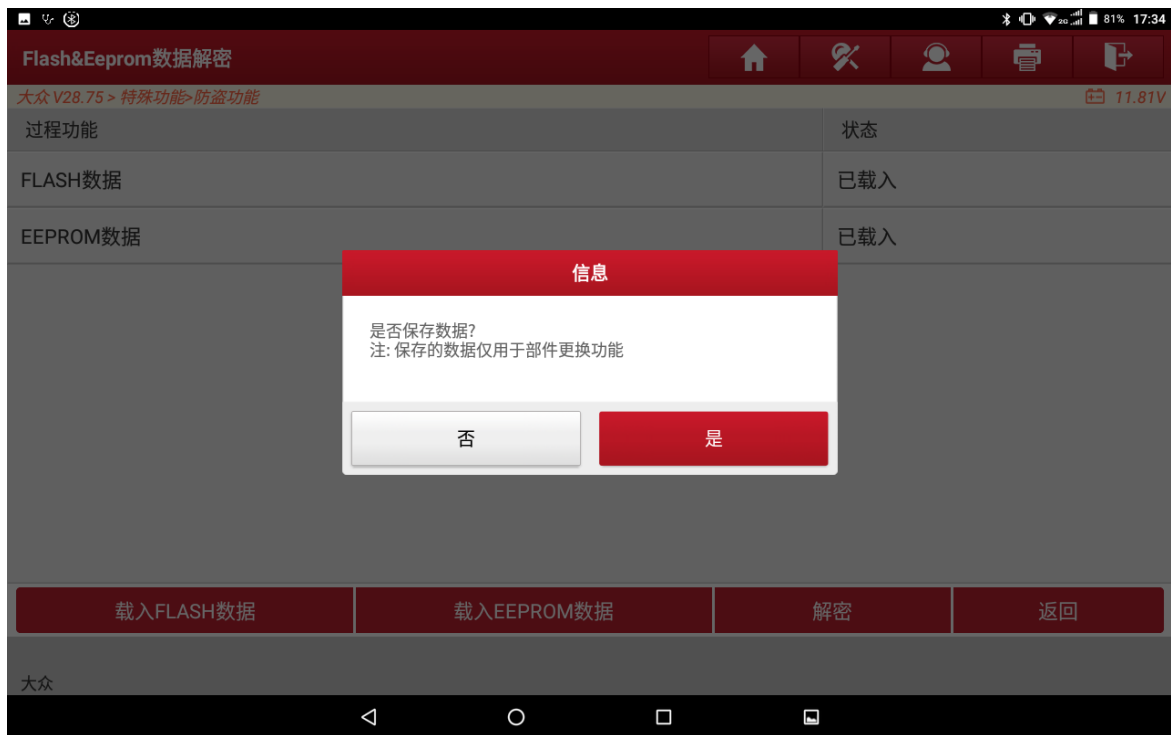 2G 81% 17:34
Flash&Eeprom数据解密
大众 V28.75 > 特殊功能>防盗功能 11.81V
过程功能 状态
FLASH数据 已载入
EEPROM数据 已载入
信息
是否保存数据?
注: 保存的数据仅用于部件更换功能
否 是
载入FLASH数据 载入EEPROM数据 解密 返回
大众